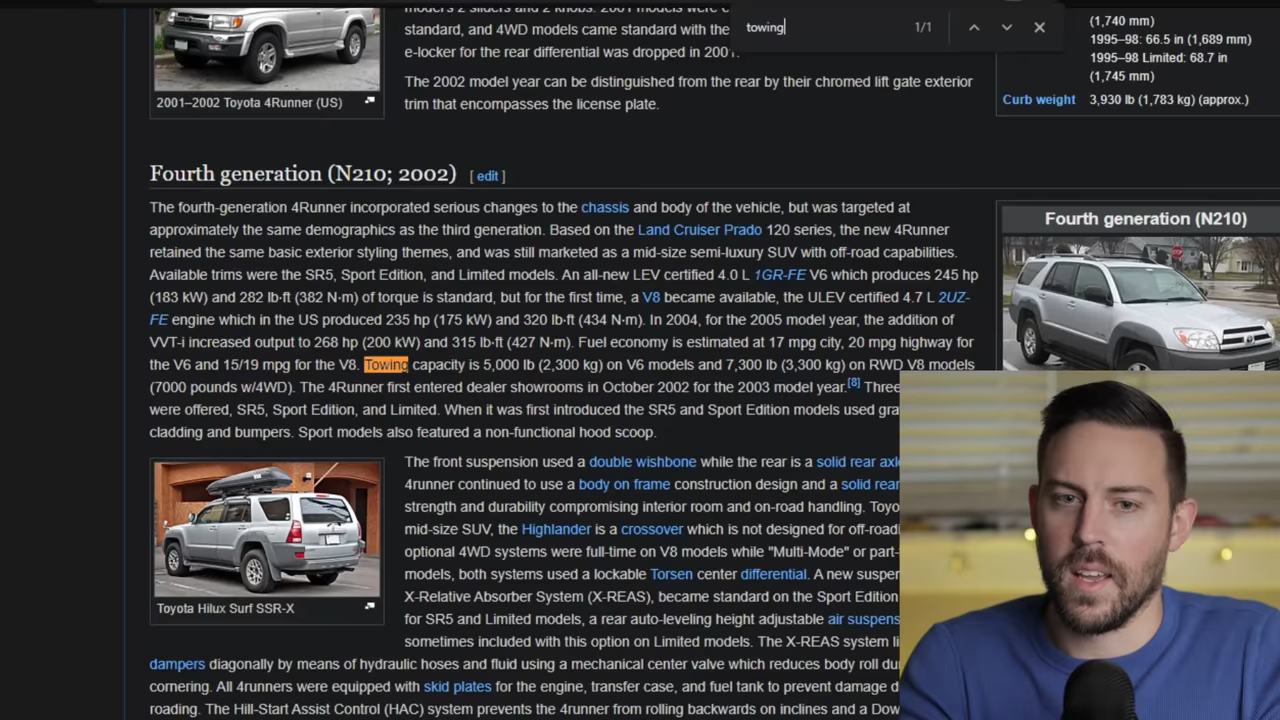 models 2 sliders and 2 knobs. 2001 models were
standard, and 4WD models came standard with the
e-locker for the rear differential was dropped in 2001.
The 2002 model year can be distinguished from the rear by their chromed lift gate exterior
trim that encompasses the license plate.
2001–2002 Toyota 4Runner (US)
towing
1/1
(1,740 mm)
1995–98: 66.5 in (1,689 mm)
1995–98 Limited: 68.7 in
(1,745 mm)
Curb weight 3,930 lb (1,783 kg) (approx.)
Fourth generation (N210; 2002) [ edit ]
The fourth-generation 4Runner incorporated serious changes to the chassis and body of the vehicle, but was targeted at
approximately the same demographics as the third generation. Based on the Land Cruiser Prado 120 series, the new 4Runner
retained the same basic exterior styling themes, and was still marketed as a mid-size semi-luxury SUV with off-road capabilities.
Available trims were the SR5, Sport Edition, and Limited models. An all-new LEV certified 4.0 L 1GR-FE V6 which produces 245 hp
(183 kW) and 282 lb·ft (382 N·m) of torque is standard, but for the first time, a V8 became available, the ULEV certified 4.7 L 2UZ-
FE engine which in the US produced 235 hp (175 kW) and 320 lb·ft (434 N·m). In 2004, for the 2005 model year, the addition of
VVT-i increased output to 268 hp (200 kW) and 315 lb·ft (427 N·m). Fuel economy is estimated at 17 mpg city, 20 mpg highway for
the V6 and 15/19 mpg for the V8. Towing capacity is 5,000 lb (2,300 kg) on V6 models and 7,300 lb (3,300 kg) on RWD V8 models
(7000 pounds w/4WD). The 4Runner first entered dealer showrooms in October 2002 for the 2003 model year.[8] Three
were offered, SR5, Sport Edition, and Limited. When it was first introduced the SR5 and Sport Edition models used
cladding and bumpers. Sport models also featured a non-functional hood scoop.
Fourth generation (N210)
The front suspension used a double wishbone while the rear is a solid rear
4runner continued to use a body on frame construction design and a solid rear
strength and durability compromising interior room and on-road handling.
mid-size SUV, the Highlander is a crossover which is not designed for
optional 4WD systems were full-time on V8 models while "Multi-Mode" or part-
models, both systems used a lockable Torsen center differential. A new
X-Relative Absorber System (X-REAS), became standard on the Sport Edition
for SR5 and Limited models, a rear auto-leveling height adjustable air
sometimes included with this option on Limited models. The X-REAS system
dampers diagonally by means of hydraulic hoses and fluid using a mechanical center valve which reduces body roll
cornering. All 4runners were equipped with skid plates for the engine, transfer case, and fuel tank to prevent damage
roading. The Hill-Start Assist Control (HAC) system prevents the 4runner from rolling backwards on inclines and a
Toyota Hilux Surf SSR-X